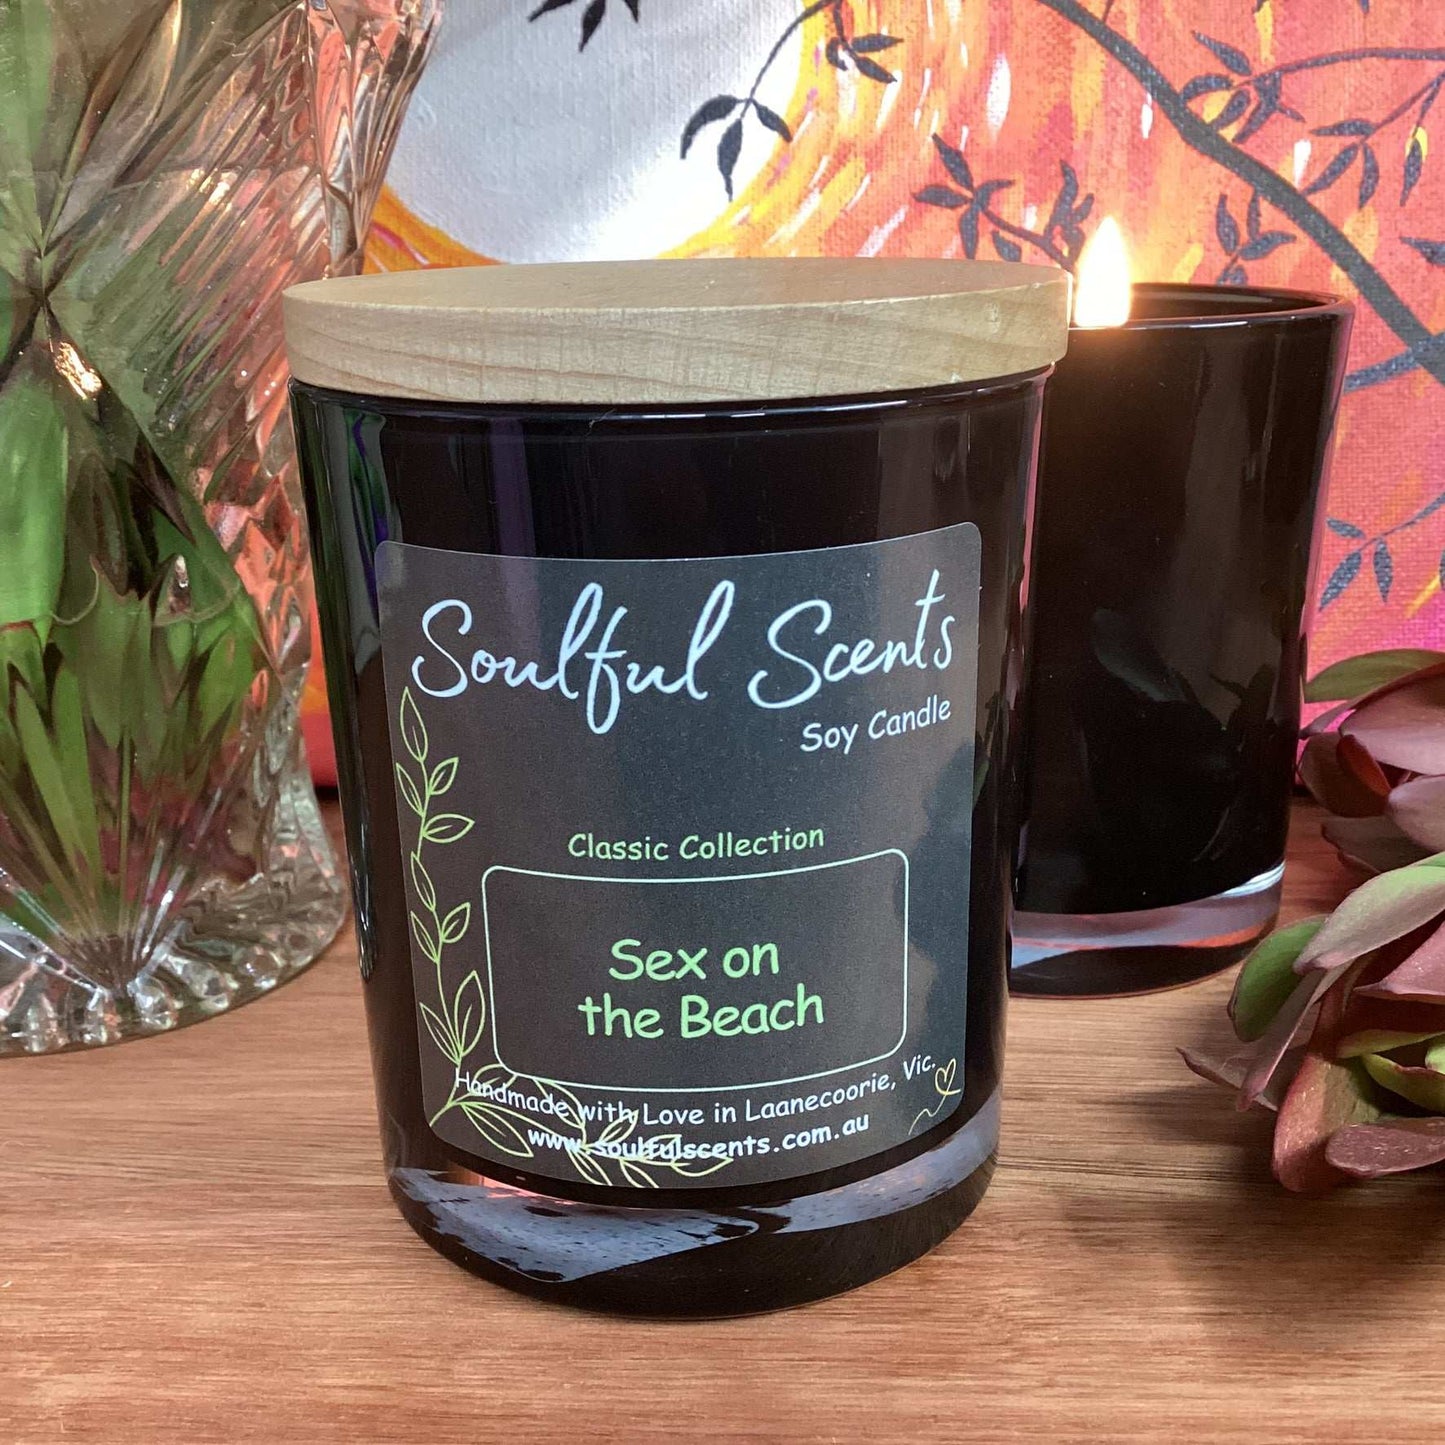 Soulful Scents
Soy Candle
Classic Collection
Sex on
the Beach
Handmade with Love in Laanecoorie, Vic.
www.soulfulscents.com.au